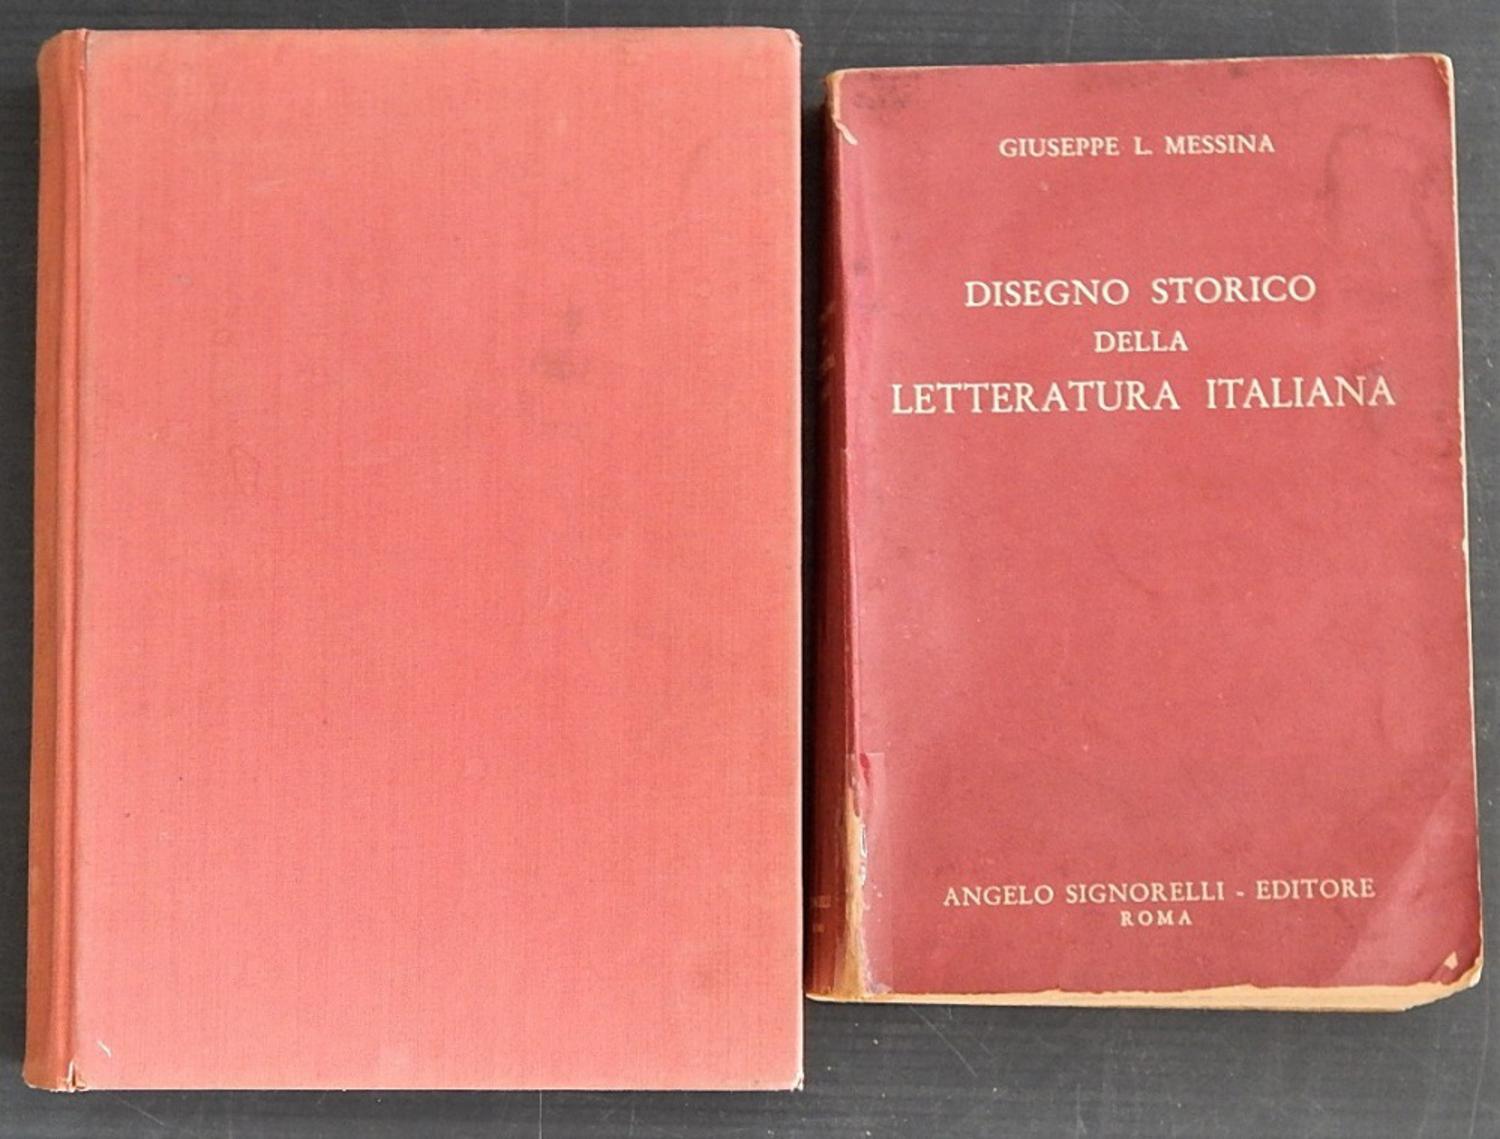 GIUSEPPE L. MESSINA
DISEGNO STORICO
DELLA
LETTERATURA ITALIANA
ANGELO SIGNORELLI - EDITORE
ROMA